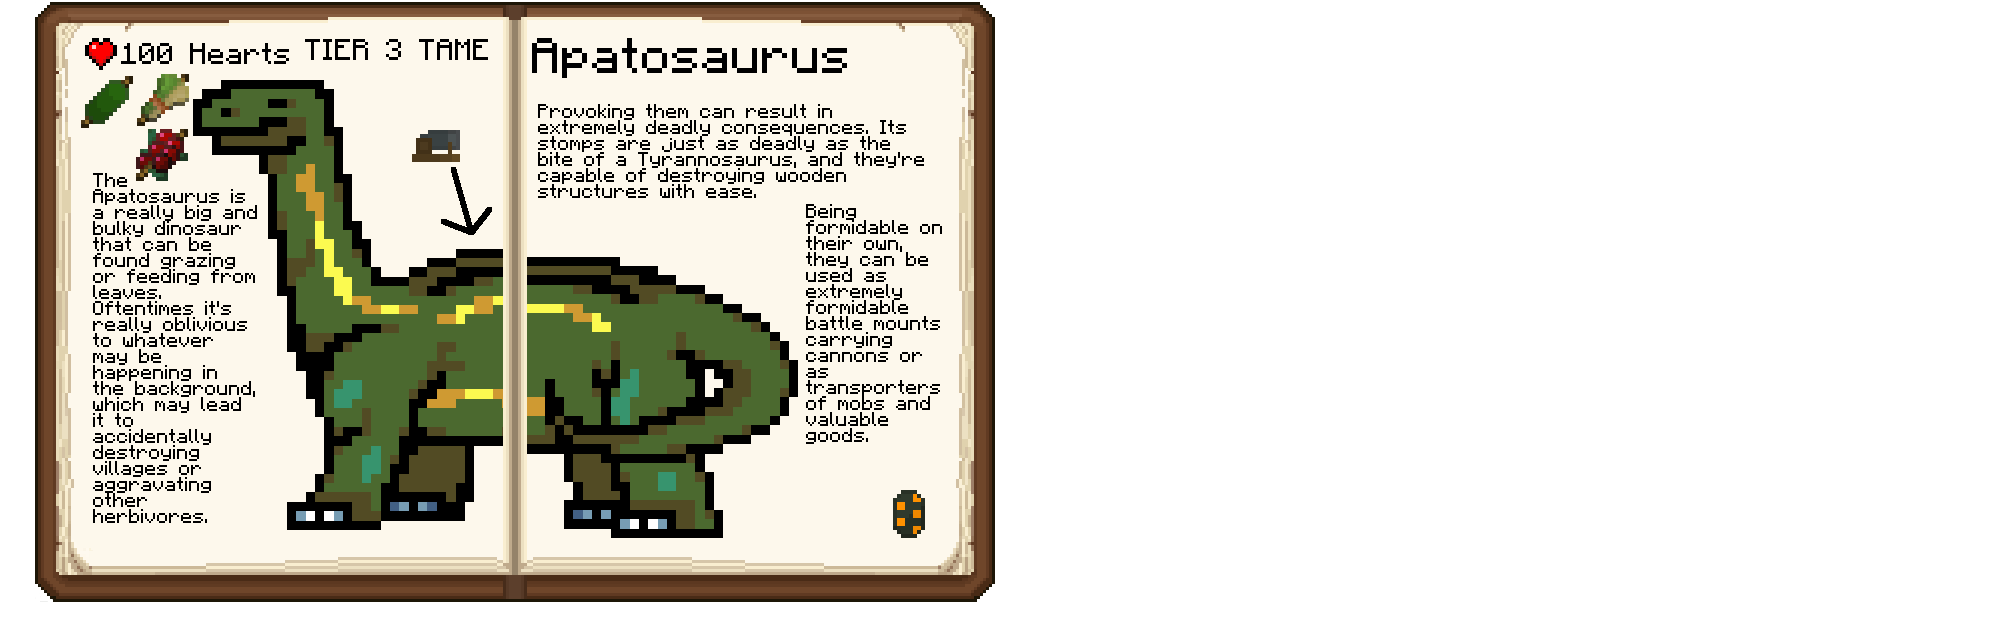 100 Hearts
TIER 3 TAME
The
Apatosaurus is
a really big and
bulky dinosaur
that can be
found grazing
or feeding from
leaves.
Oftentimes it's
really oblivious
to whatever
may be
happening in
the background,
which may lead
it to
accidentally
destroying
villages or
aggravating
other
herbivores.
Apatosaurus
Provoking them can result in
extremely deadly consequences. Its
stomps are just as deadly as the
bite of a Tyrannosaurus, and they're
capable of destroying wooden
structures with ease.
Being
formidable on
their own,
they can be
used as
extremely
formidable
battle mounts
carrying
cannons or
as
transporters
of mobs and
valuable
goods.